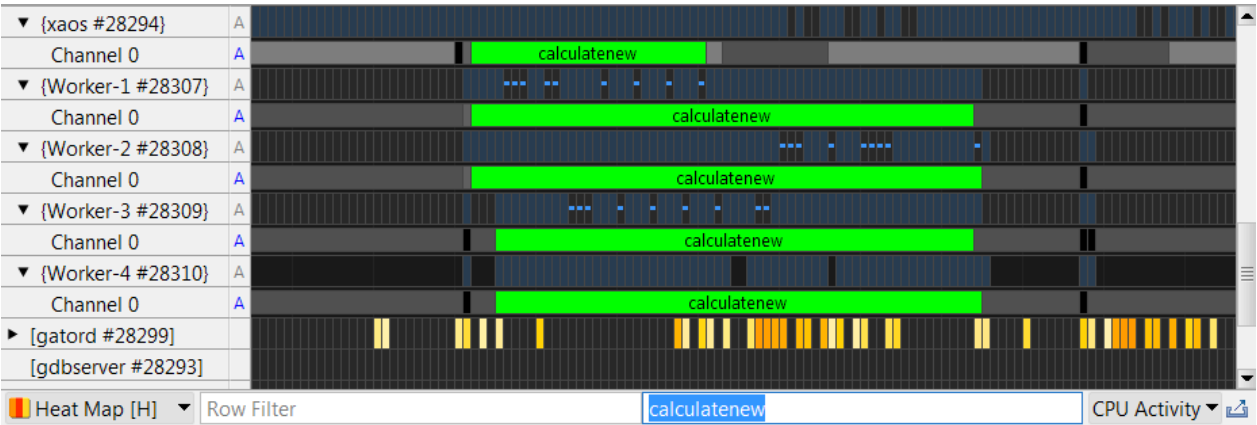 ▼ {xaos #28294} A
Channel 0 A calculatenew
▼ {Worker-1 #28307} A
Channel 0 A calculatenew
▼ {Worker-2 #28308} A
Channel 0 A calculatenew
▼ {Worker-3 #28309} A
Channel 0 A calculatenew
▼ {Worker-4 #28310} A
Channel 0 A calculatenew
► [gatord #28299]
[gdbserver #28293]
Heat Map [H] ▼ Row Filter calculatenew CPU Activity ▼